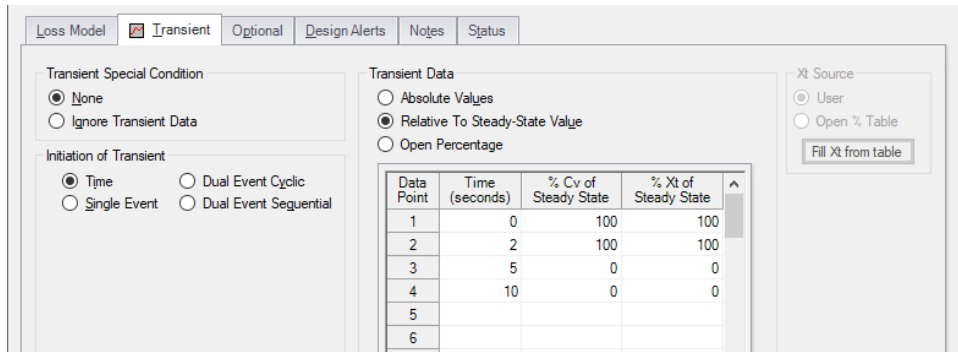 Loss Model Transient Optional Design Alerts Notes Status
Transient Special Condition
None
Ignore Transient Data
Initiation of Transient
Time Dual Event Cyclic
Single Event Dual Event Sequential
Transient Data
Absolute Values
Relative To Steady-State Value
Open Percentage
Data Point Time (seconds) % Cv of Steady State % Xt of Steady State
1 0 100 100
2 2 100 100
3 5 0 0
4 10 0 0
5
6
Xt Source
User
Open % Table
Fill Xt from table